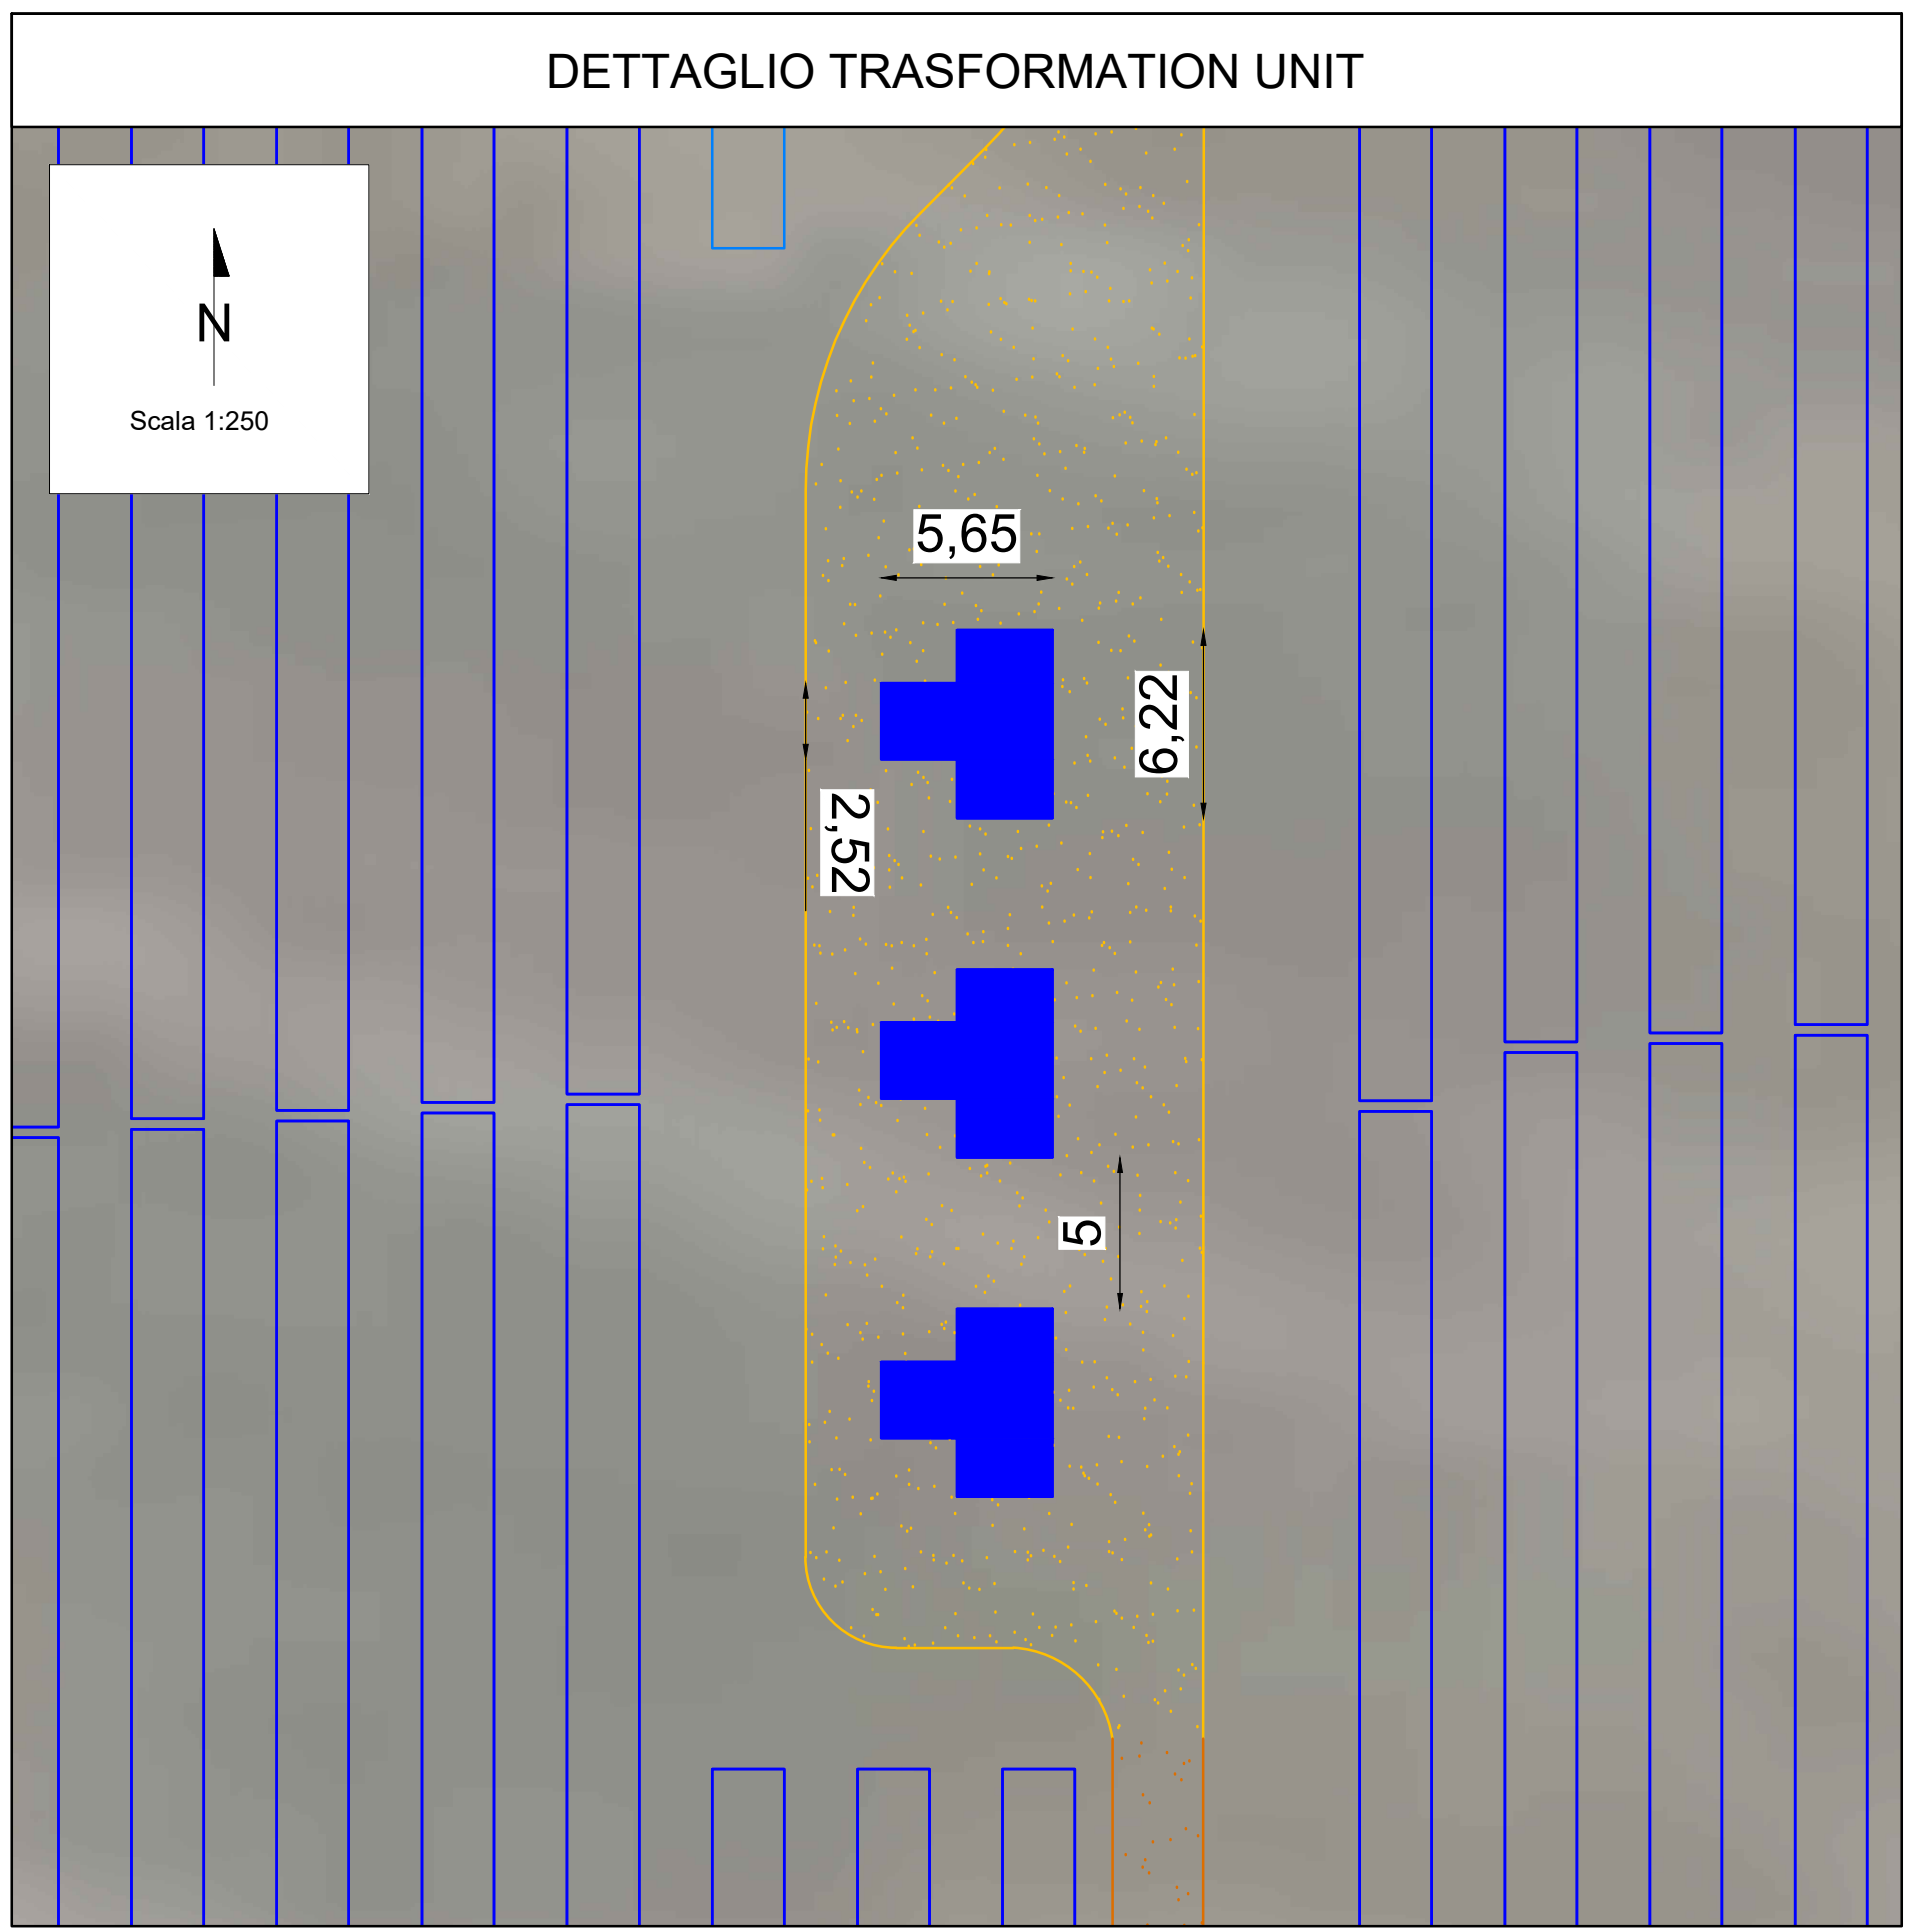 DETTAGLIO TRASFORMATION UNIT
N
Scala 1:250
5,65
6,22
2,52
5